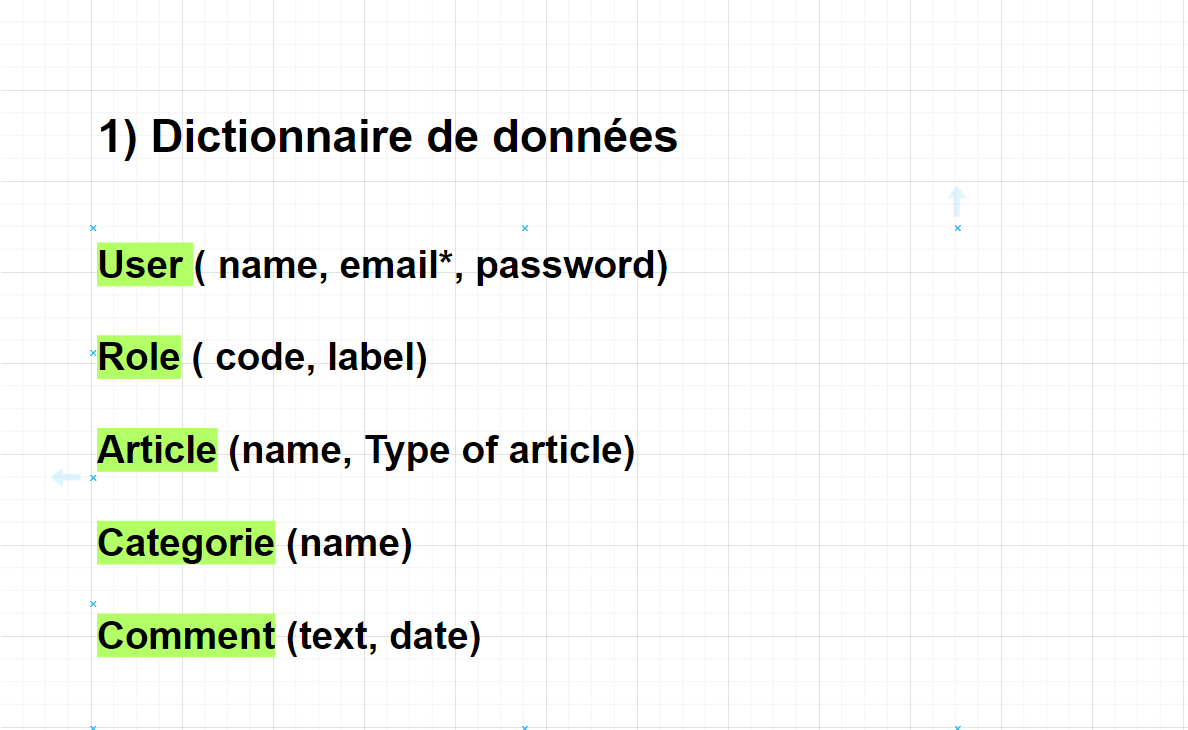 1) Dictionnaire de données
User ( name, email*, password)
Role ( code, label)
Article (name, Type of article)
Categorie (name)
Comment (text, date)